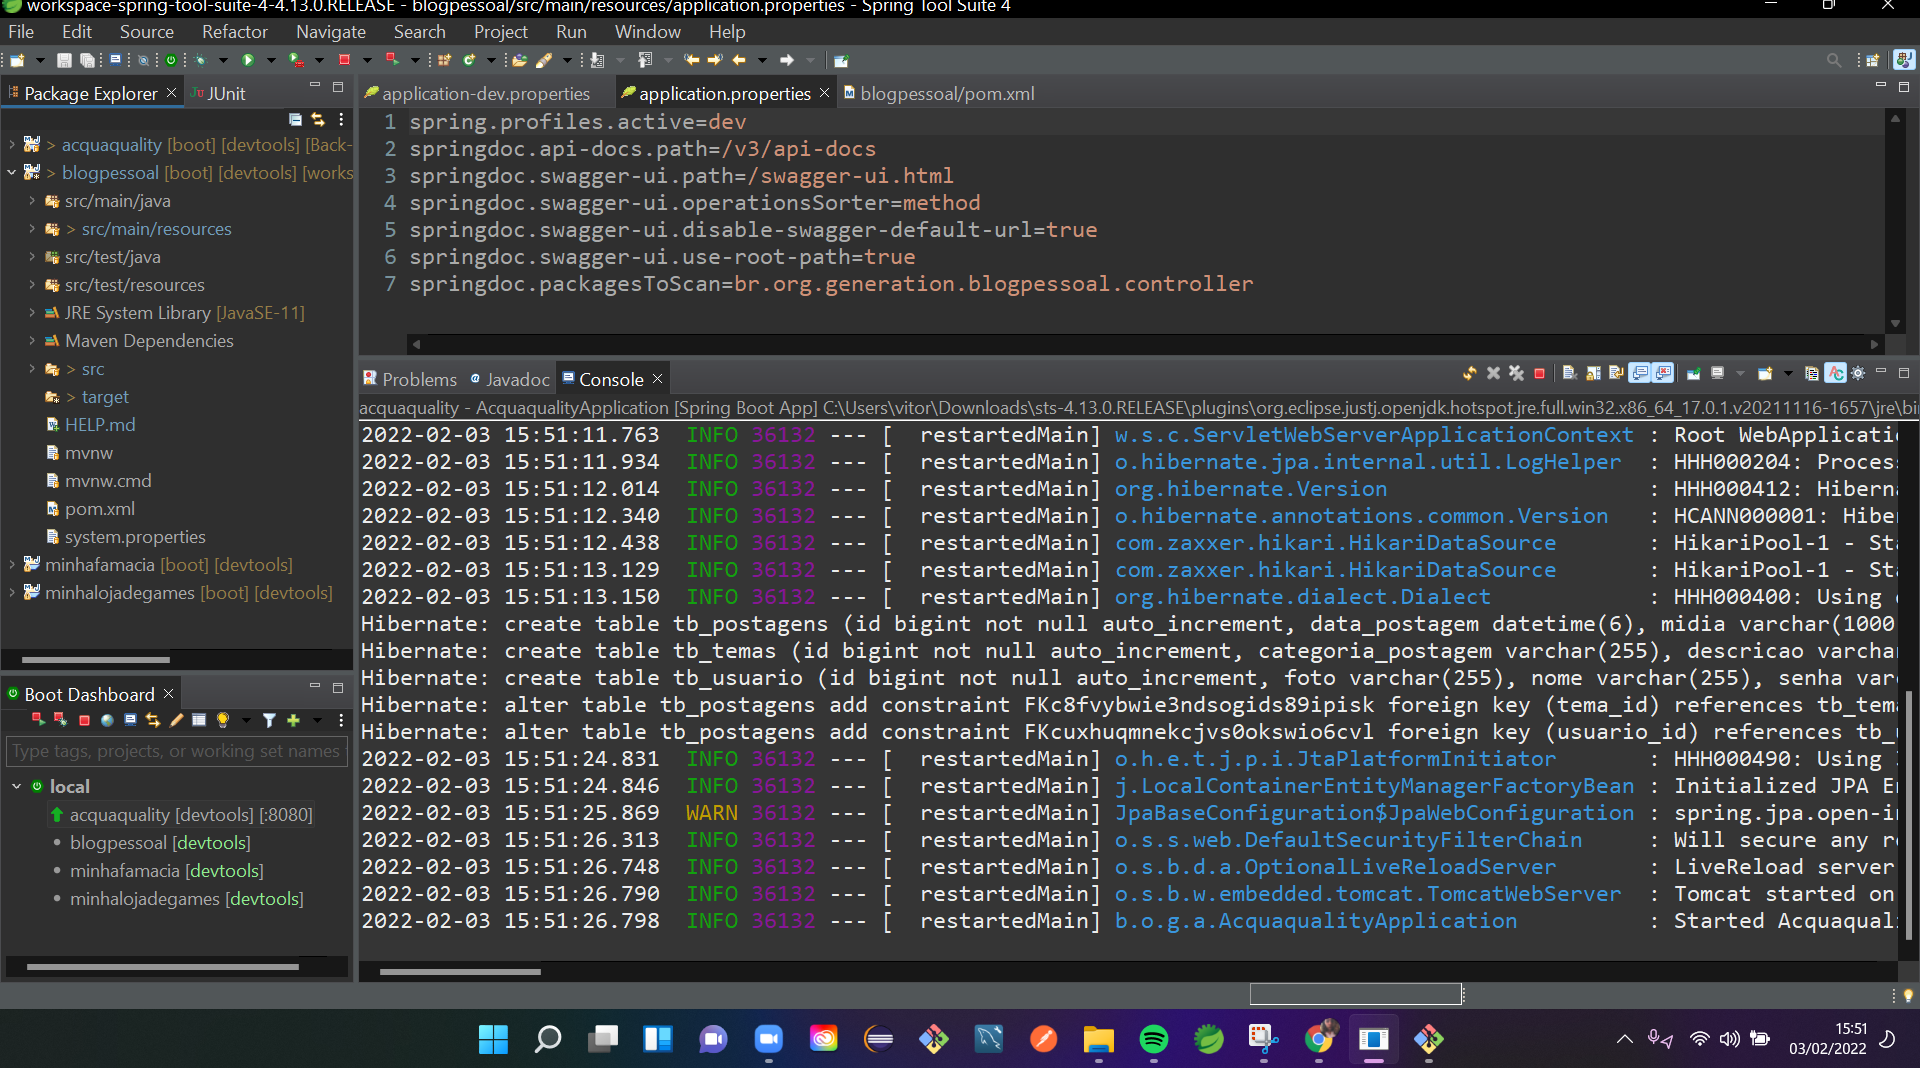 workspace-spring-tool-suite-4-4.13.0.RELEASE - blogpessoal/src/main/resources/application.properties - Spring Tool Suite 4
File Edit Source Refactor Navigate Search Project Run Window Help
Package Explorer
JUnit
application-dev.properties
application.properties
blogpessoal/pom.xml
> acquaquality [boot] [devtools] [Back-
> blogpessoal [boot] [devtools] [works
src/main/java
> src/main/resources
src/test/java
src/test/resources
JRE System Library [JavaSE-11]
Maven Dependencies
> src
> target
HELP.md
mvnw
mvnw.cmd
pom.xml
system.properties
minhafamacia [boot] [devtools]
minhalojadegames [boot] [devtools]
1 spring.profiles.active=dev
2 springdoc.api-docs.path=/v3/api-docs
3 springdoc.swagger-ui.path=/swagger-ui.html
4 springdoc.swagger-ui.operationsSorter=method
5 springdoc.swagger-ui.disable-swagger-default-url=true
6 springdoc.swagger-ui.use-root-path=true
7 springdoc.packagesToScan=br.org.generation.blogpessoal.controller
Boot Dashboard
Type tags, projects, or working set names
local
acquaquality [devtools] [:8080]
blogpessoal [devtools]
minhafamacia [devtools]
minhalojadegames [devtools]
Problems
Javadoc
Console
acquaquality - AcquaqualityApplication [Spring Boot App] C:\Users\vitor\Downloads\sts-4.13.0.RELEASE\plugins\org.eclipse.justj.openjdk.hotspot.jre.full.win32.x86_64_17.0.1.v20211116-1657\jre\bin
2022-02-03 15:51:11.763 INFO 36132 --- [ restartedMain] w.s.c.ServletWebServerApplicationContext : Root WebApplicati
2022-02-03 15:51:11.934 INFO 36132 --- [ restartedMain] o.hibernate.jpa.internal.util.LogHelper : HHH000204: Proces
2022-02-03 15:51:12.014 INFO 36132 --- [ restartedMain] org.hibernate.Version : HHH000412: Hiberna
2022-02-03 15:51:12.340 INFO 36132 --- [ restartedMain] o.hibernate.annotations.common.Version : HCANN000001: Hibe
2022-02-03 15:51:12.438 INFO 36132 --- [ restartedMain] com.zaxxer.hikari.HikariDataSource : HikariPool-1 - Sta
2022-02-03 15:51:13.129 INFO 36132 --- [ restartedMain] com.zaxxer.hikari.HikariDataSource : HikariPool-1 - Sta
2022-02-03 15:51:13.150 INFO 36132 --- [ restartedMain] org.hibernate.dialect.Dialect : HHH000400: Using
Hibernate: create table tb_postagens (id bigint not null auto_increment, data_postagem datetime(6), midia varchar(1000
Hibernate: create table tb_temas (id bigint not null auto_increment, categoria_postagem varchar(255), descricao varcha
Hibernate: create table tb_usuario (id bigint not null auto_increment, foto varchar(255), nome varchar(255), senha var
Hibernate: alter table tb_postagens add constraint FKc8fvybwie3ndsogids89ipisk foreign key (tema_id) references tb_tem
Hibernate: alter table tb_postagens add constraint FKcuxhuqmnekcjvs0okswio6cvl foreign key (usuario_id) references tb_
2022-02-03 15:51:24.831 INFO 36132 --- [ restartedMain] o.h.e.t.j.p.i.JtaPlatformInitiator : HHH000490: Using
2022-02-03 15:51:24.846 INFO 36132 --- [ restartedMain] j.LocalContainerEntityManagerFactoryBean : Initialized JPA E
2022-02-03 15:51:25.869 WARN 36132 --- [ restartedMain] JpaBaseConfiguration$JpaWebConfiguration : spring.jpa.open-i
2022-02-03 15:51:26.313 INFO 36132 --- [ restartedMain] o.s.s.web.DefaultSecurityFilterChain : Will secure any r
2022-02-03 15:51:26.748 INFO 36132 --- [ restartedMain] o.s.b.d.a.OptionalLiveReloadServer : LiveReload server
2022-02-03 15:51:26.790 INFO 36132 --- [ restartedMain] o.s.b.w.embedded.tomcat.TomcatWebServer : Tomcat started on
2022-02-03 15:51:26.798 INFO 36132 --- [ restartedMain] b.o.g.a.AcquaqualityApplication : Started Acquaqual
15:51
03/02/2022